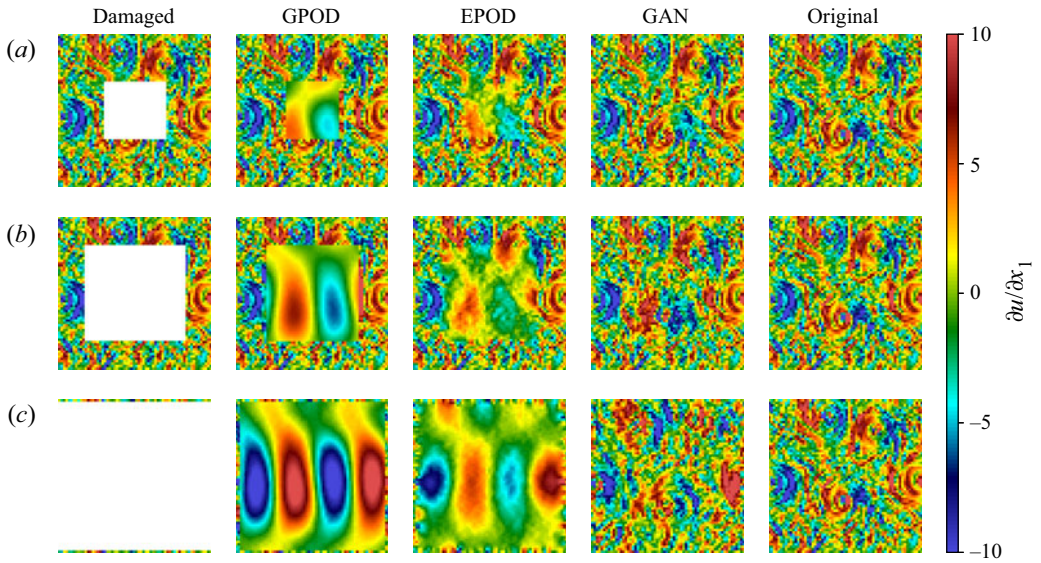 Damaged GPOD EPOD GAN Original
(a)
(b)
(c)
10
5
0
−5
−10
∂u/∂x₁